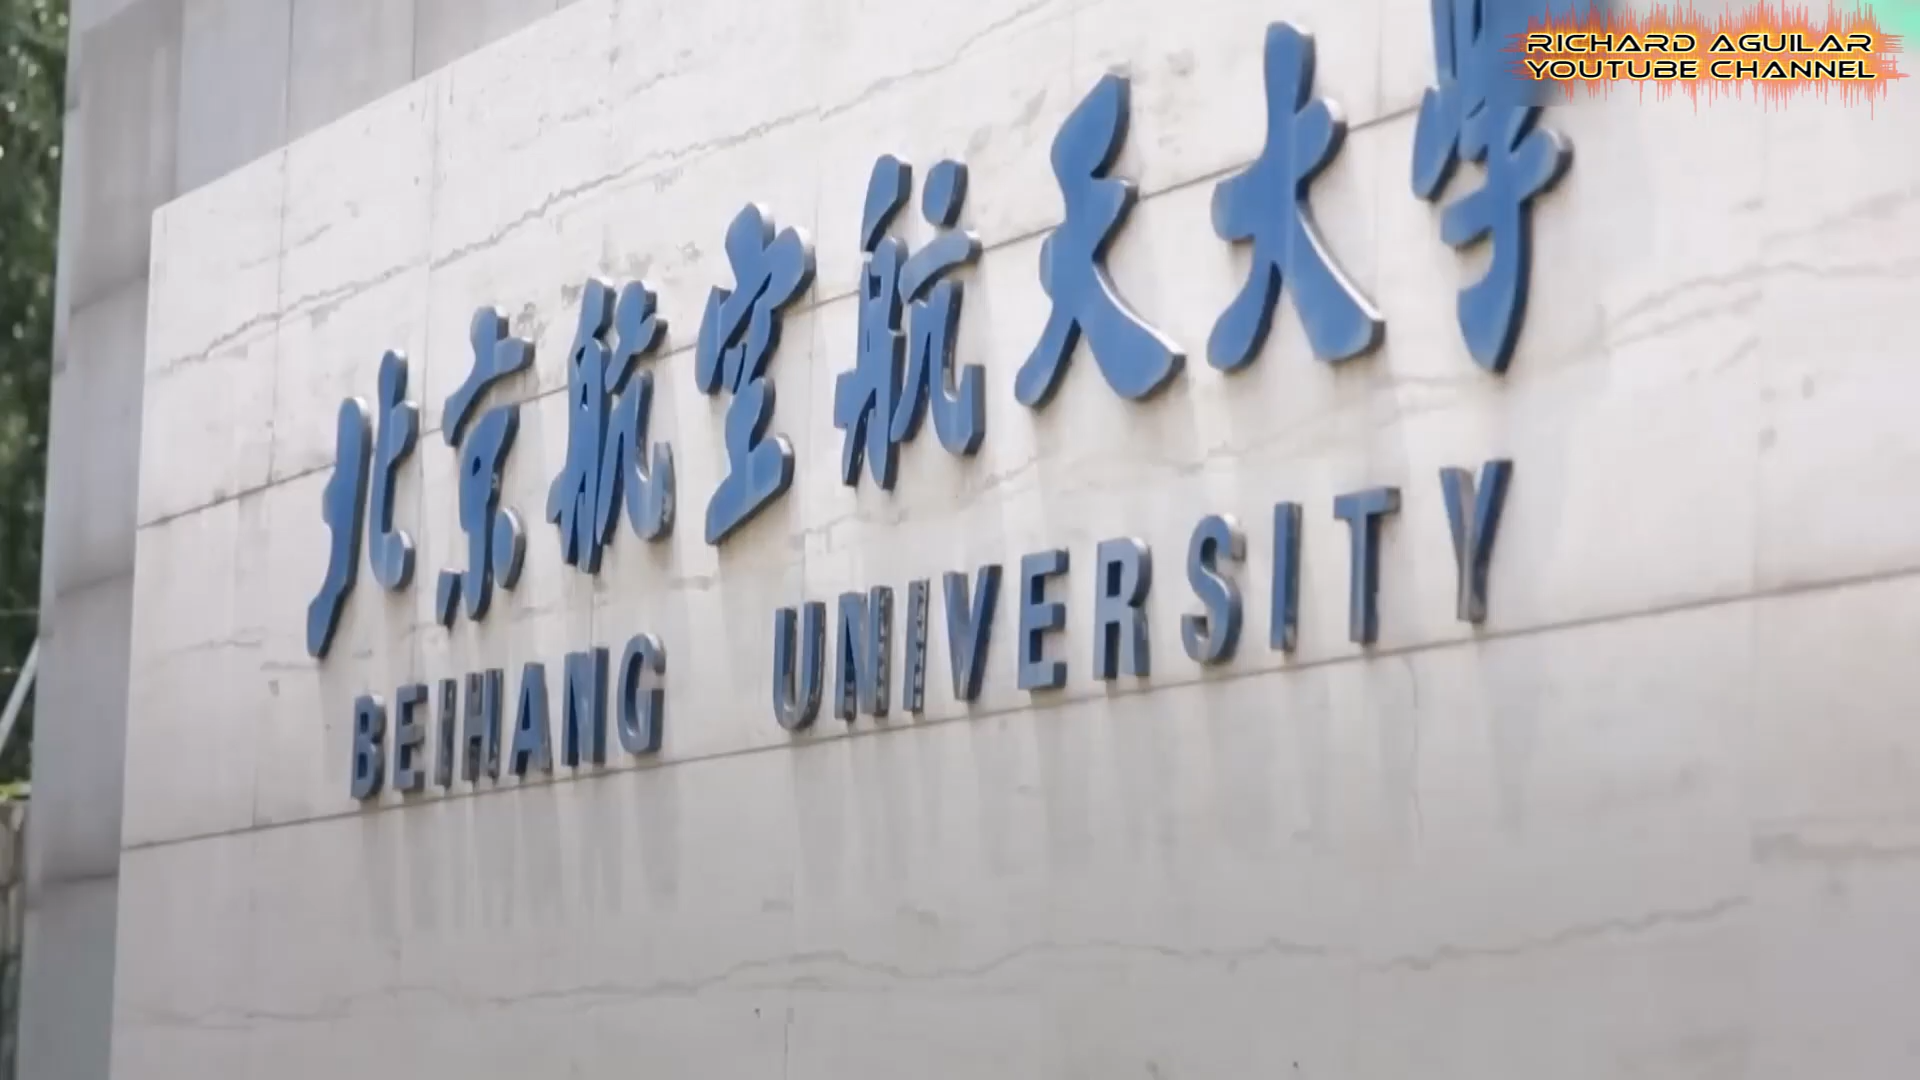 RICHARD AGUILAR
YOUTUBE CHANNEL
北京航空航天大学
BEIHANG UNIVERSITY